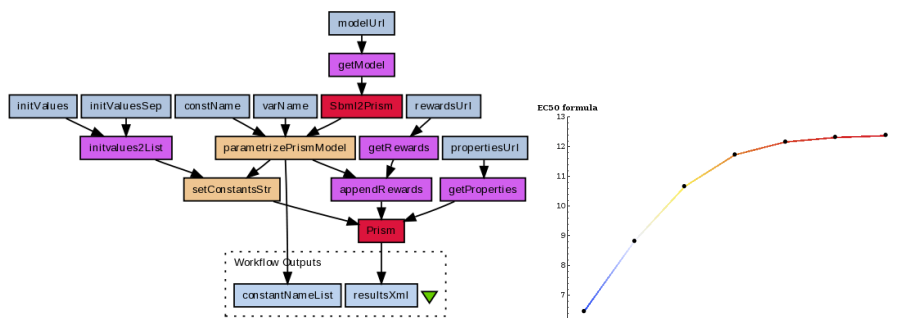 modelUrl
getModel
initValues initValuesSep constName varName Sbml2Prism rewardsUrl
initvalues2List parametrizePrismModel getRewards propertiesUrl
setConstantsStr appendRewards getProperties
Prism
Workflow Outputs
constantNameList resultsXml
EC50 formula
13
12
11
10
9
8
7